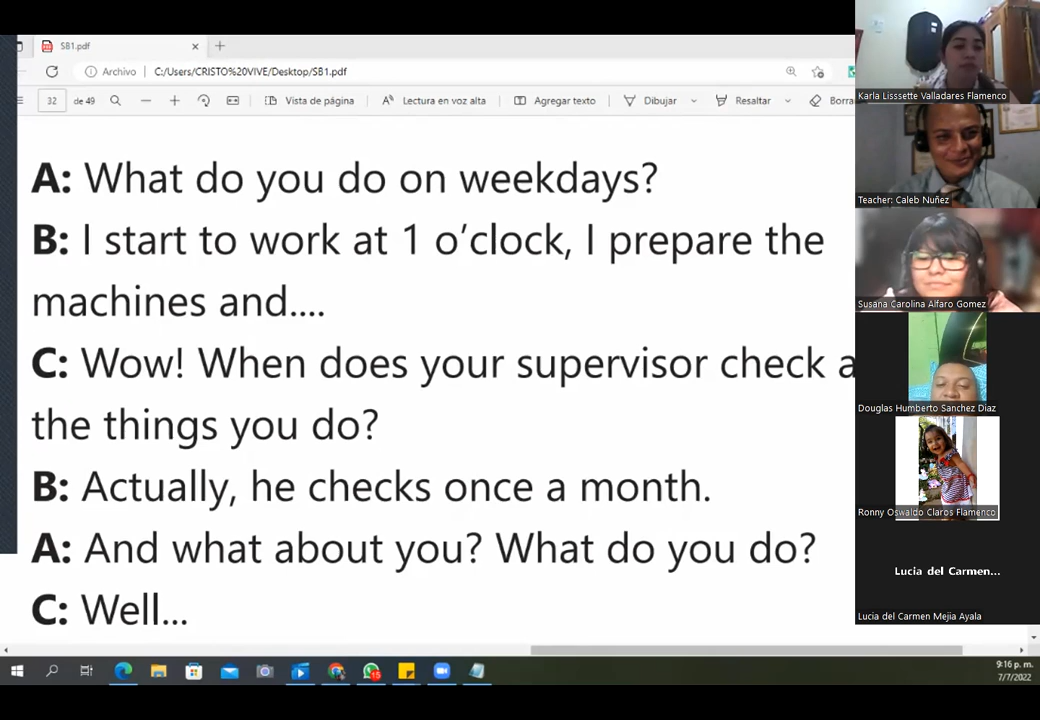 SB1.pdf
Archivo
C:/Users/CRISTO%20VIVE/Desktop/SB1.pdf
32 de 49
Vista de página
Lectura en voz alta
Agregar texto
Dibujar
Resaltar
Borra
A: What do you do on weekdays?
B: I start to work at 1 o’clock, I prepare the
machines and....
C: Wow! When does your supervisor check a
the things you do?
B: Actually, he checks once a month.
A: And what about you? What do you do?
C: Well...
Karla Lisssette Valladares Flamenco
Teacher: Caleb Nuñez
Susana Carolina Alfaro Gomez
Douglas Humberto Sanchez Diaz
Ronny Oswaldo Claros Flamenco
Lucia del Carmen...
Lucia del Carmen Mejia Ayala
15
9:16 p. m.
7/7/2022